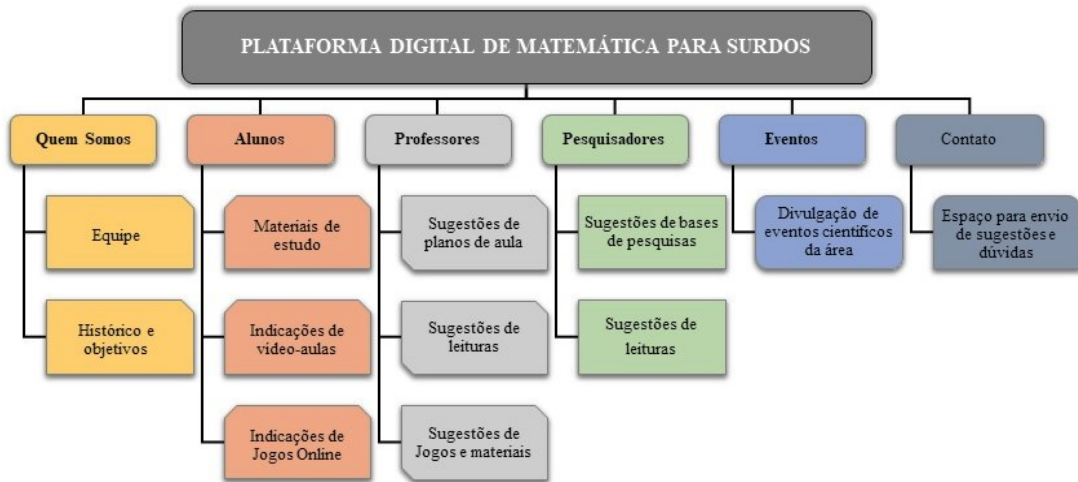 PLATAFORMA DIGITAL DE MATEMÁTICA PARA SURDOS
Quem Somos
Alunos
Professores
Pesquisadores
Eventos
Contato
Equipe
Materiais de
estudo
Sugestões de
planos de aula
Sugestões de bases
de pesquisas
Divulgação de
eventos científicos
da área
Espaço para envio
de sugestões e
dúvidas
Histórico e
objetivos
Indicações de
vídeo-aulas
Sugestões de
leituras
Sugestões de
leituras
Indicações de
Jogos Online
Sugestões de
Jogos e materiais